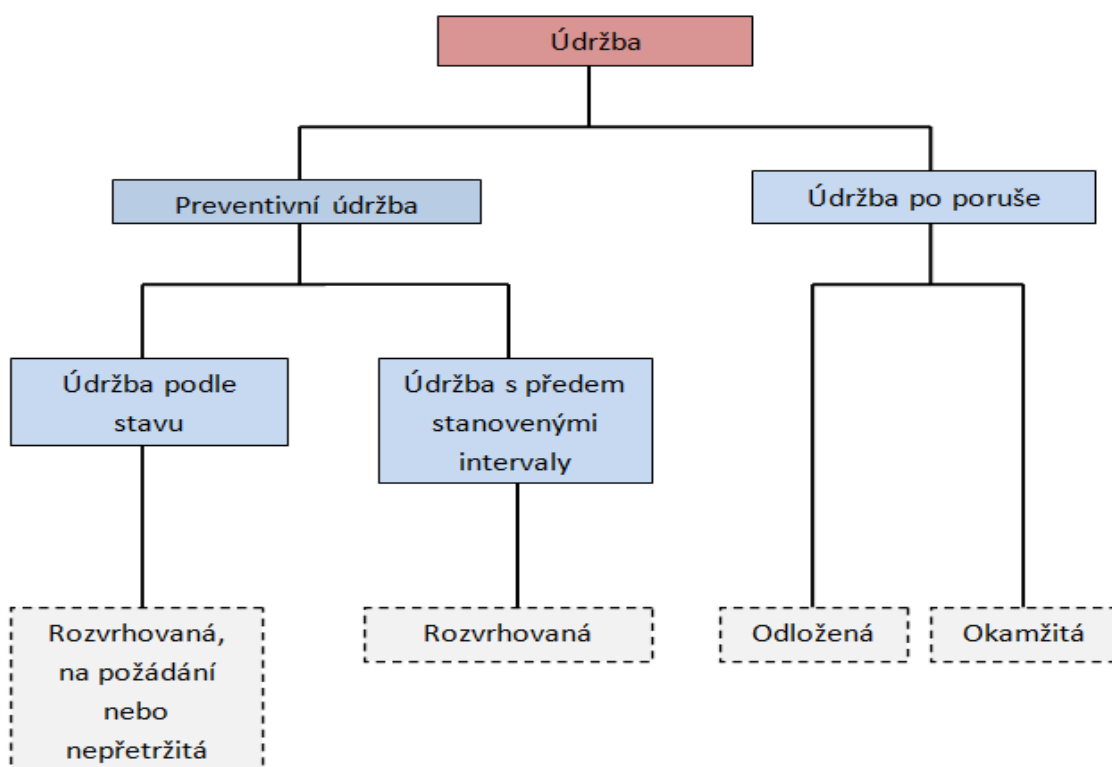 Údržba
Preventivní údržba
Údržba po poruše
Údržba podle
stavu
Údržba s předem
stanovenými
intervaly
Rozvrhovaná,
na požádání
nebo
nepřetržitá
Rozvrhovaná
Odložená
Okamžitá